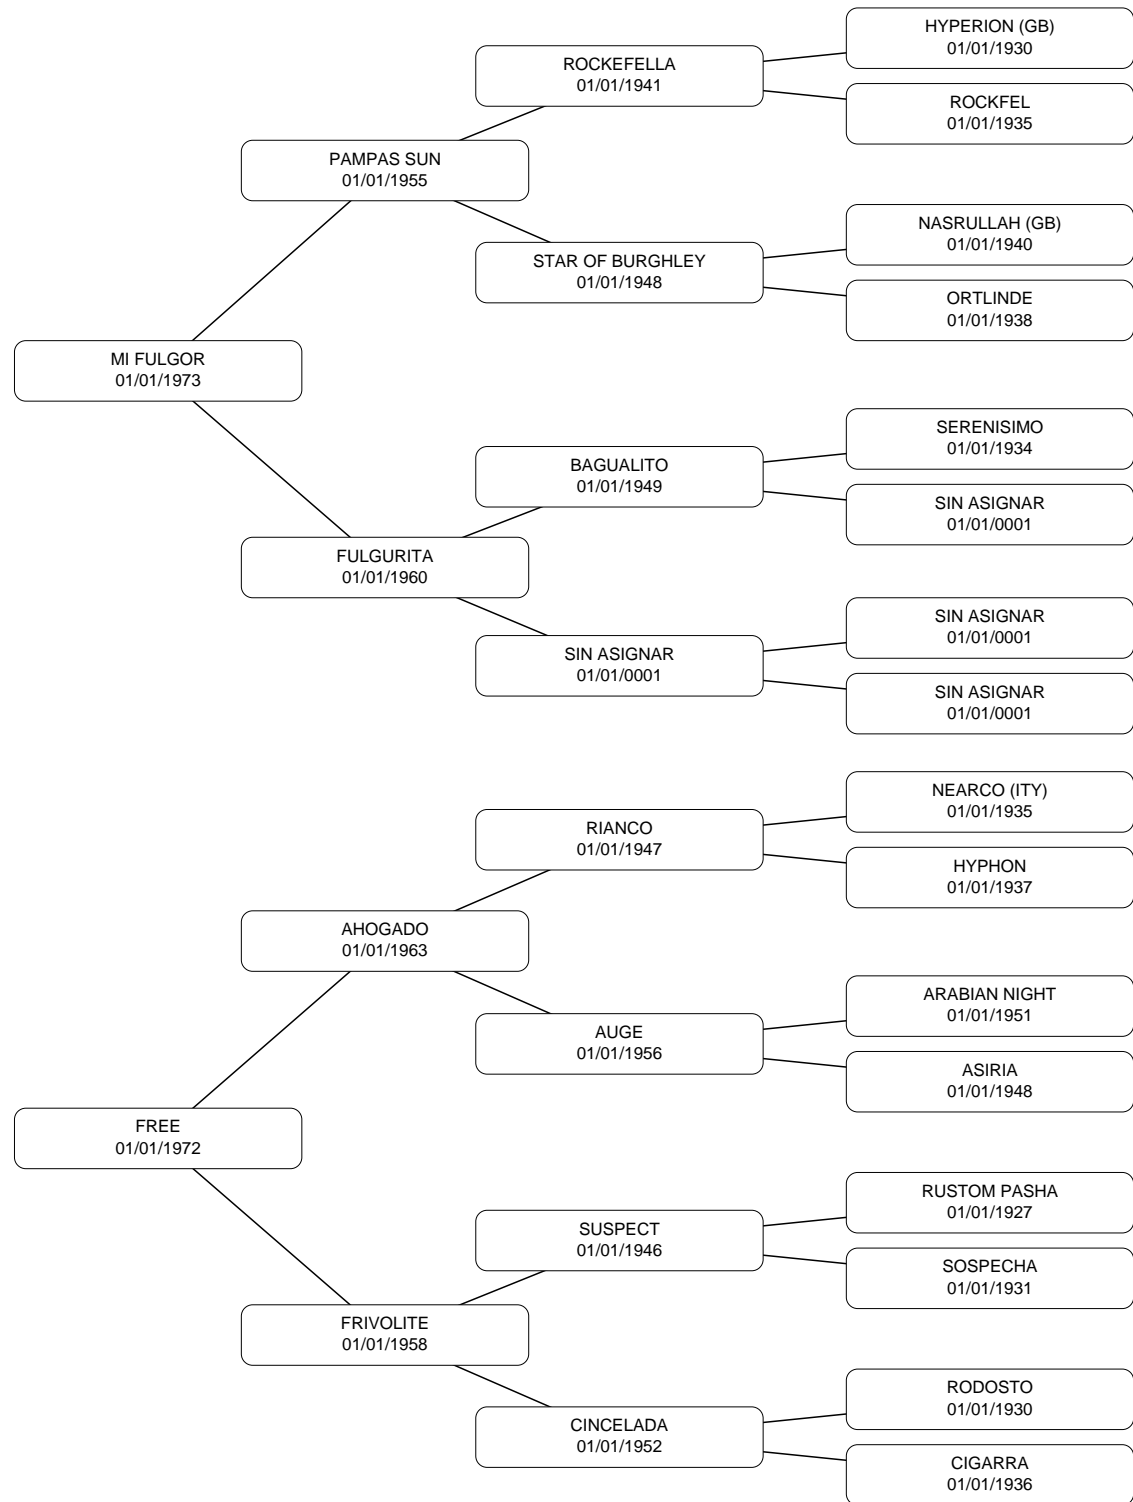 HYPERION (GB)
01/01/1930
ROCKEFELLA
01/01/1941
ROCKFEL
01/01/1935
PAMPAS SUN
01/01/1955
NASRULLAH (GB)
01/01/1940
STAR OF BURGHLEY
01/01/1948
ORTLINDE
01/01/1938
MI FULGOR
01/01/1973
SERENISIMO
01/01/1934
BAGUALITO
01/01/1949
SIN ASIGNAR
01/01/0001
FULGURITA
01/01/1960
SIN ASIGNAR
01/01/0001
SIN ASIGNAR
01/01/0001
SIN ASIGNAR
01/01/0001
NEARCO (ITY)
01/01/1935
RIANCO
01/01/1947
HYPHON
01/01/1937
AHOGADO
01/01/1963
ARABIAN NIGHT
01/01/1951
AUGE
01/01/1956
ASIRIA
01/01/1948
FREE
01/01/1972
RUSTOM PASHA
01/01/1927
SUSPECT
01/01/1946
SOSPECHA
01/01/1931
FRIVOLITE
01/01/1958
RODOSTO
01/01/1930
CINCELADA
01/01/1952
CIGARRA
01/01/1936